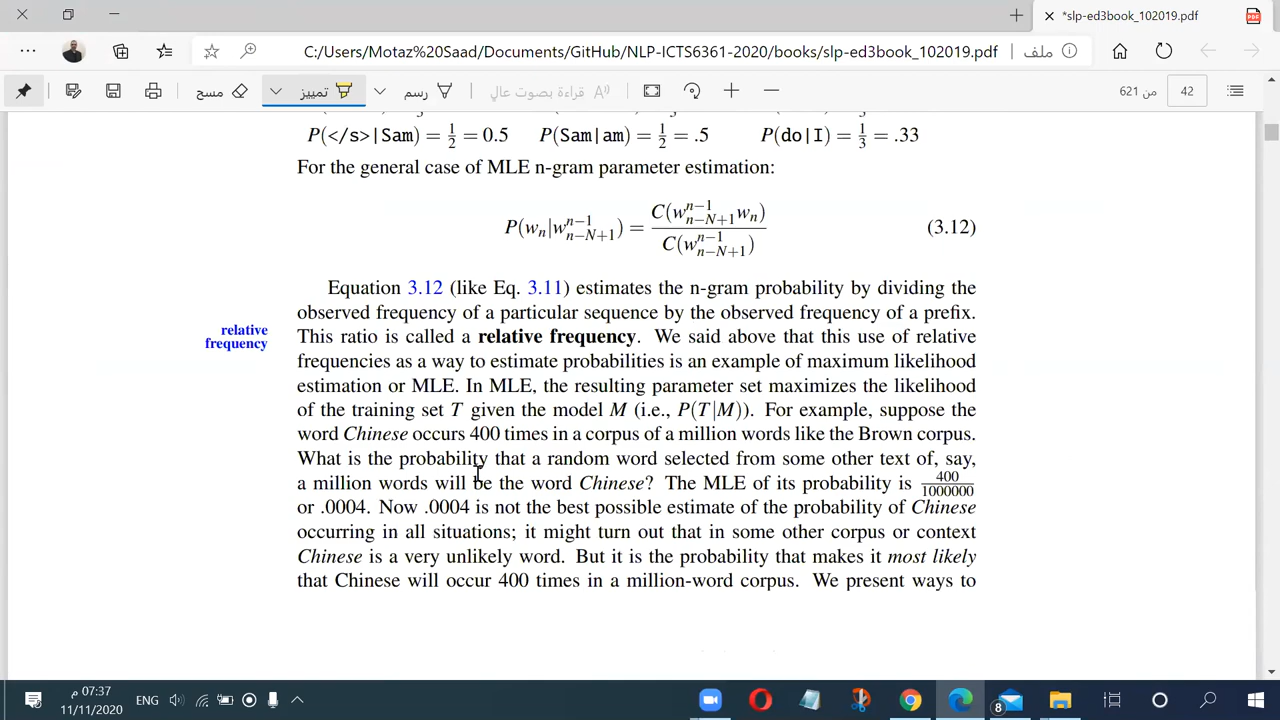 *slp-ed3book_102019.pdf
C:/Users/Motaz%20Saad/Documents/GitHub/NLP-ICTS6361-2020/books/slp-ed3book_102019.pdf
ملف
مسح
تمييز
رسم
قراءة بصوت عالٍ
من 621
42
P(</s>|Sam) = 1/2 = 0.5 P(Sam|am) = 1/2 = .5 P(do|I) = 1/3 = .33
For the general case of MLE n-gram parameter estimation:
P(w_n|w_{n-N+1}^{n-1}) = C(w_{n-N+1}^{n-1} w_n) / C(w_{n-N+1}^{n-1}) (3.12)
Equation 3.12 (like Eq. 3.11) estimates the n-gram probability by dividing the
observed frequency of a particular sequence by the observed frequency of a prefix.
relative
frequency
This ratio is called a relative frequency. We said above that this use of relative
frequencies as a way to estimate probabilities is an example of maximum likelihood
estimation or MLE. In MLE, the resulting parameter set maximizes the likelihood
of the training set T given the model M (i.e., P(T|M)). For example, suppose the
word Chinese occurs 400 times in a corpus of a million words like the Brown corpus.
What is the probability that a random word selected from some other text of, say,
a million words will be the word Chinese? The MLE of its probability is 400/1000000
or .0004. Now .0004 is not the best possible estimate of the probability of Chinese
occurring in all situations; it might turn out that in some other corpus or context
Chinese is a very unlikely word. But it is the probability that makes it most likely
that Chinese will occur 400 times in a million-word corpus. We present ways to
07:37 م
11/11/2020
ENG
8